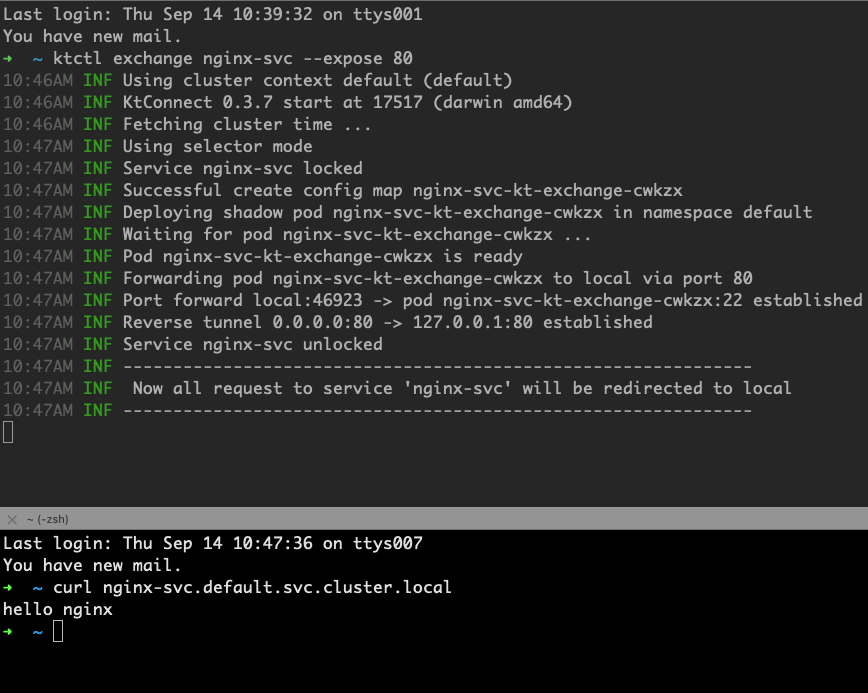 Last login: Thu Sep 14 10:39:32 on ttys001
You have new mail.
➜  ~ ktctl exchange nginx-svc --expose 80
10:46AM INF Using cluster context default (default)
10:46AM INF KtConnect 0.3.7 start at 17517 (darwin amd64)
10:46AM INF Fetching cluster time ...
10:47AM INF Using selector mode
10:47AM INF Service nginx-svc locked
10:47AM INF Successful create config map nginx-svc-kt-exchange-cwkzx
10:47AM INF Deploying shadow pod nginx-svc-kt-exchange-cwkzx in namespace default
10:47AM INF Waiting for pod nginx-svc-kt-exchange-cwkzx ...
10:47AM INF Pod nginx-svc-kt-exchange-cwkzx is ready
10:47AM INF Forwarding pod nginx-svc-kt-exchange-cwkzx to local via port 80
10:47AM INF Port forward local:46923 -> pod nginx-svc-kt-exchange-cwkzx:22 established
10:47AM INF Reverse tunnel 0.0.0.0:80 -> 127.0.0.1:80 established
10:47AM INF Service nginx-svc unlocked
10:47AM INF ---------------------------------------------------------------
10:47AM INF  Now all request to service 'nginx-svc' will be redirected to local
10:47AM INF ---------------------------------------------------------------
~ (-zsh)
Last login: Thu Sep 14 10:47:36 on ttys007
You have new mail.
➜  ~ curl nginx-svc.default.svc.cluster.local
hello nginx
➜  ~